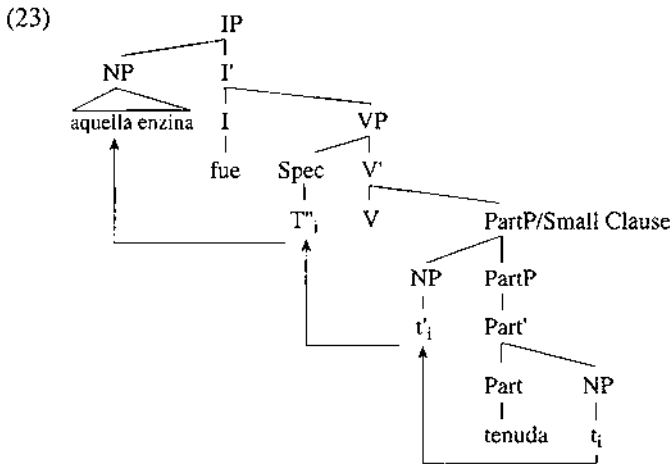 (23)
IP
NP I'
aquella enzina I VP
fue Spec V'
T"i V PartP/Small Clause
NP PartP
t'i Part'
Part NP
tenuda ti